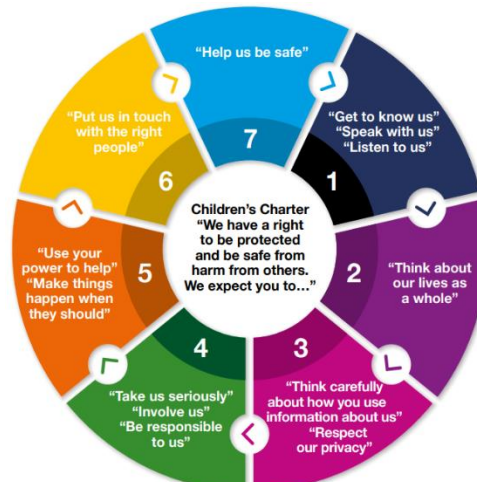 Children's Charter
“We have a right
to be protected
and be safe from
harm from others.
We expect you to…”
1
“Get to know us”
“Speak with us”
“Listen to us”
2
“Think about
our lives as
a whole”
3
“Think carefully
about how you use
information about us”
“Respect
our privacy”
4
“Take us seriously”
“Involve us”
“Be responsible
to us”
5
“Use your
power to help”
“Make things
happen when
they should”
6
“Put us in touch
with the right
people”
7
“Help us be safe”